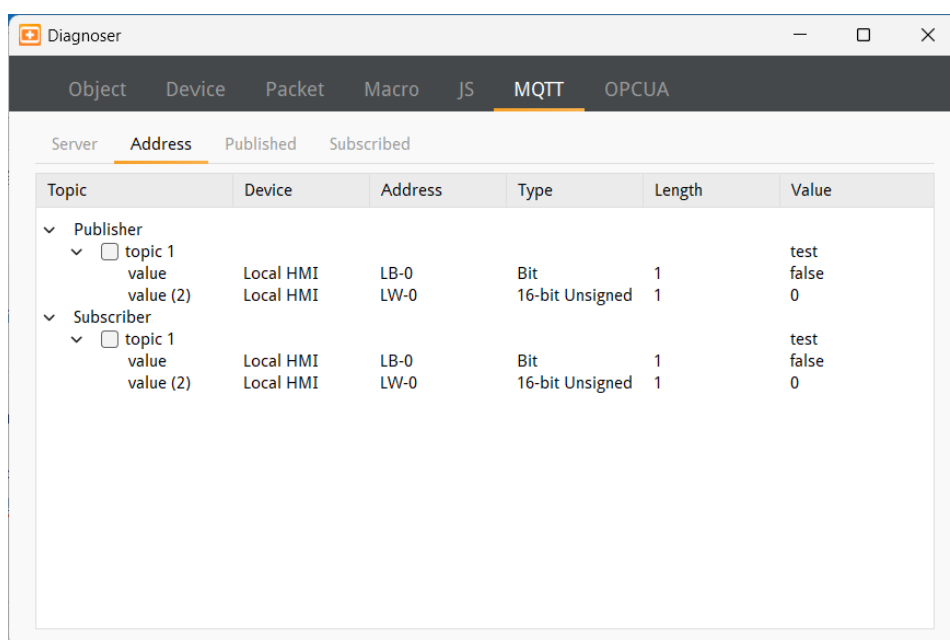 Diagnoser
Object Device Packet Macro JS MQTT OPCUA
Server Address Published Subscribed
Topic Device Address Type Length Value
Publisher
topic 1 test
value Local HMI LB-0 Bit 1 false
value (2) Local HMI LW-0 16-bit Unsigned 1 0
Subscriber
topic 1 test
value Local HMI LB-0 Bit 1 false
value (2) Local HMI LW-0 16-bit Unsigned 1 0